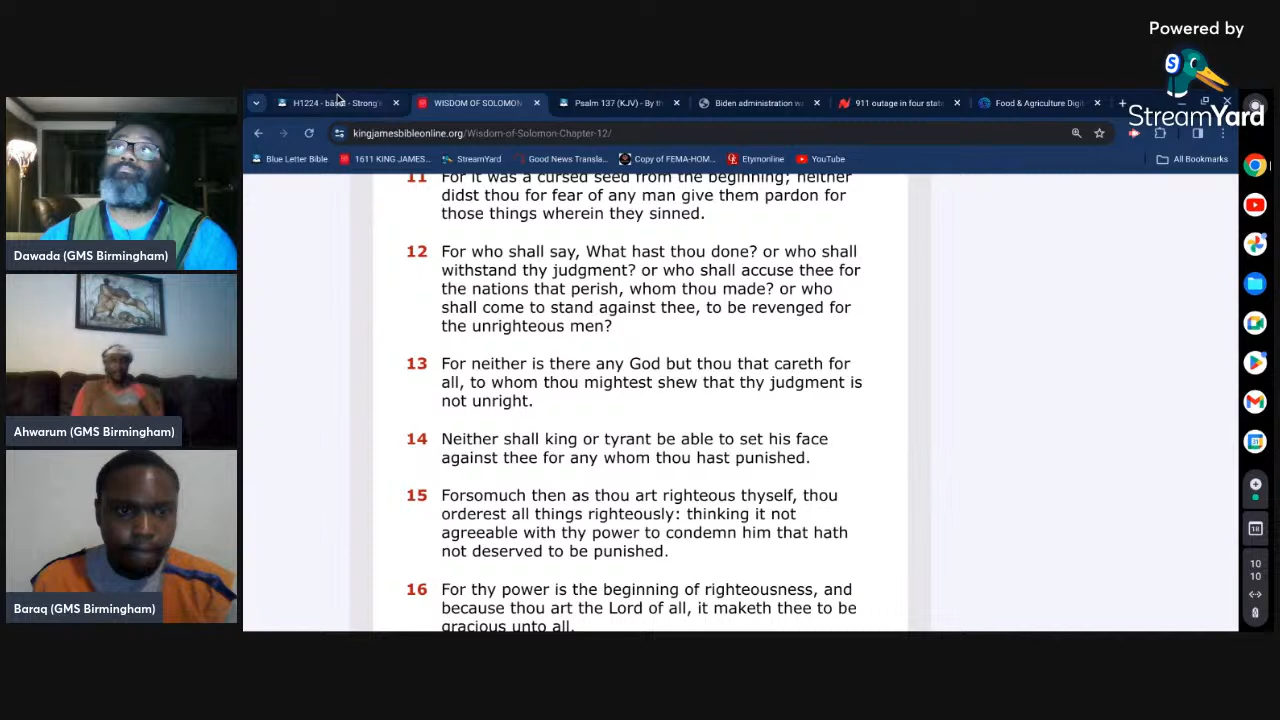 Powered by
S
StreamYard
H1224 - bāśār - Strong's
WISDOM OF SOLOMON
Psalm 137 (KJV) - By th
Biden administration wa
911 outage in four state
Food & Agriculture Digi
kingjamesbibleonline.org/Wisdom-of-Solomon-Chapter-12/
Blue Letter Bible
1611 KING JAMES...
StreamYard
Good News Transla...
Copy of FEMA-HOM...
Etymonline
YouTube
All Bookmarks
11 For it was a cursed seed from the beginning; neither
didst thou for fear of any man give them pardon for
those things wherein they sinned.
12 For who shall say, What hast thou done? or who shall
withstand thy judgment? or who shall accuse thee for
the nations that perish, whom thou made? or who
shall come to stand against thee, to be revenged for
the unrighteous men?
13 For neither is there any God but thou that careth for
all, to whom thou mightest shew that thy judgment is
not unright.
14 Neither shall king or tyrant be able to set his face
against thee for any whom thou hast punished.
15 Forsomuch then as thou art righteous thyself, thou
orderest all things righteously: thinking it not
agreeable with thy power to condemn him that hath
not deserved to be punished.
16 For thy power is the beginning of righteousness, and
because thou art the Lord of all, it maketh thee to be
gracious unto all.
Dawada (GMS Birmingham)
Ahwarum (GMS Birmingham)
Baraq (GMS Birmingham)
10
10